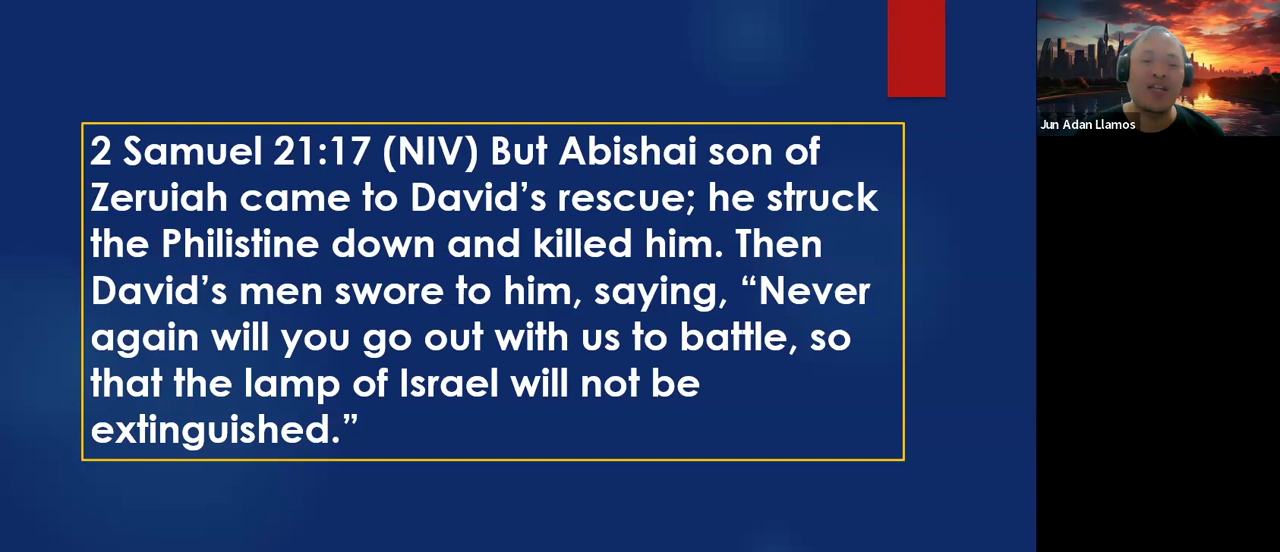 2 Samuel 21:17 (NIV) But Abishai son of
Zeruiah came to David’s rescue; he struck
the Philistine down and killed him. Then
David’s men swore to him, saying, “Never
again will you go out with us to battle, so
that the lamp of Israel will not be
extinguished.”
Jun Adan Llamos